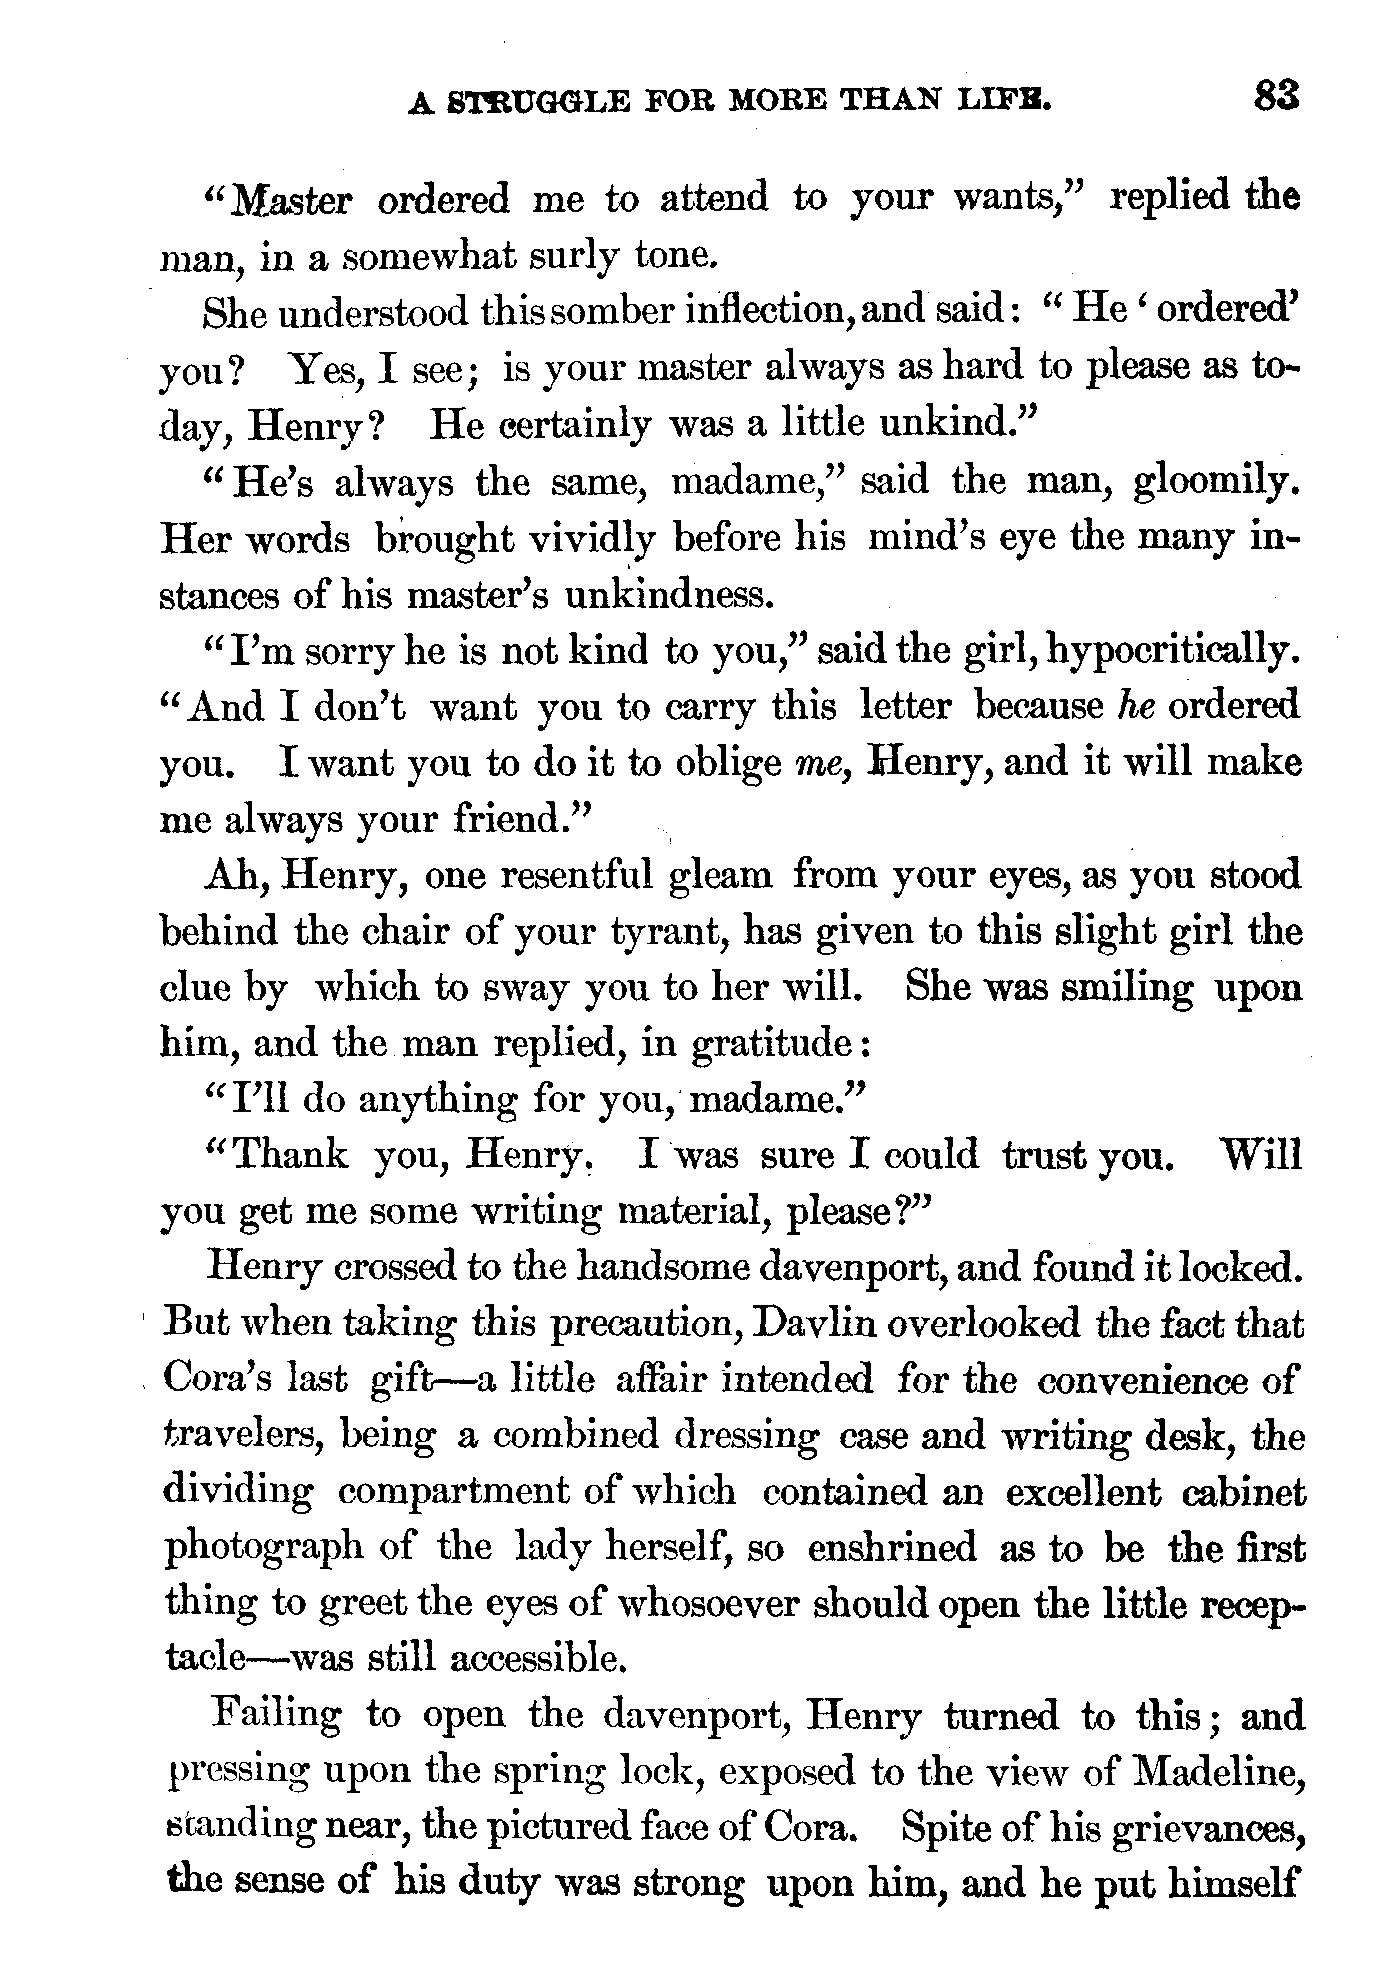 A STRUGGLE FOR MORE THAN LIFE. 83
“Master ordered me to attend to your wants,” replied the
man, in a somewhat surly tone.
She understood this somber inflection, and said: “He ‘ordered’
you? Yes, I see; is your master always as hard to please as to-
day, Henry? He certainly was a little unkind.”
“He’s always the same, madame,” said the man, gloomily.
Her words brought vividly before his mind’s eye the many in-
stances of his master’s unkindness.
“I’m sorry he is not kind to you,” said the girl, hypocritically.
“And I don’t want you to carry this letter because he ordered
you. I want you to do it to oblige me, Henry, and it will make
me always your friend.”
Ah, Henry, one resentful gleam from your eyes, as you stood
behind the chair of your tyrant, has given to this slight girl the
clue by which to sway you to her will. She was smiling upon
him, and the man replied, in gratitude:
“I’ll do anything for you, madame.”
“Thank you, Henry. I was sure I could trust you. Will
you get me some writing material, please?”
Henry crossed to the handsome davenport, and found it locked.
But when taking this precaution, Davlin overlooked the fact that
Cora’s last gift—a little affair intended for the convenience of
travelers, being a combined dressing case and writing desk, the
dividing compartment of which contained an excellent cabinet
photograph of the lady herself, so enshrined as to be the first
thing to greet the eyes of whosoever should open the little recep-
tacle—was still accessible.
Failing to open the davenport, Henry turned to this; and
pressing upon the spring lock, exposed to the view of Madeline,
standing near, the pictured face of Cora. Spite of his grievances,
the sense of his duty was strong upon him, and he put himself